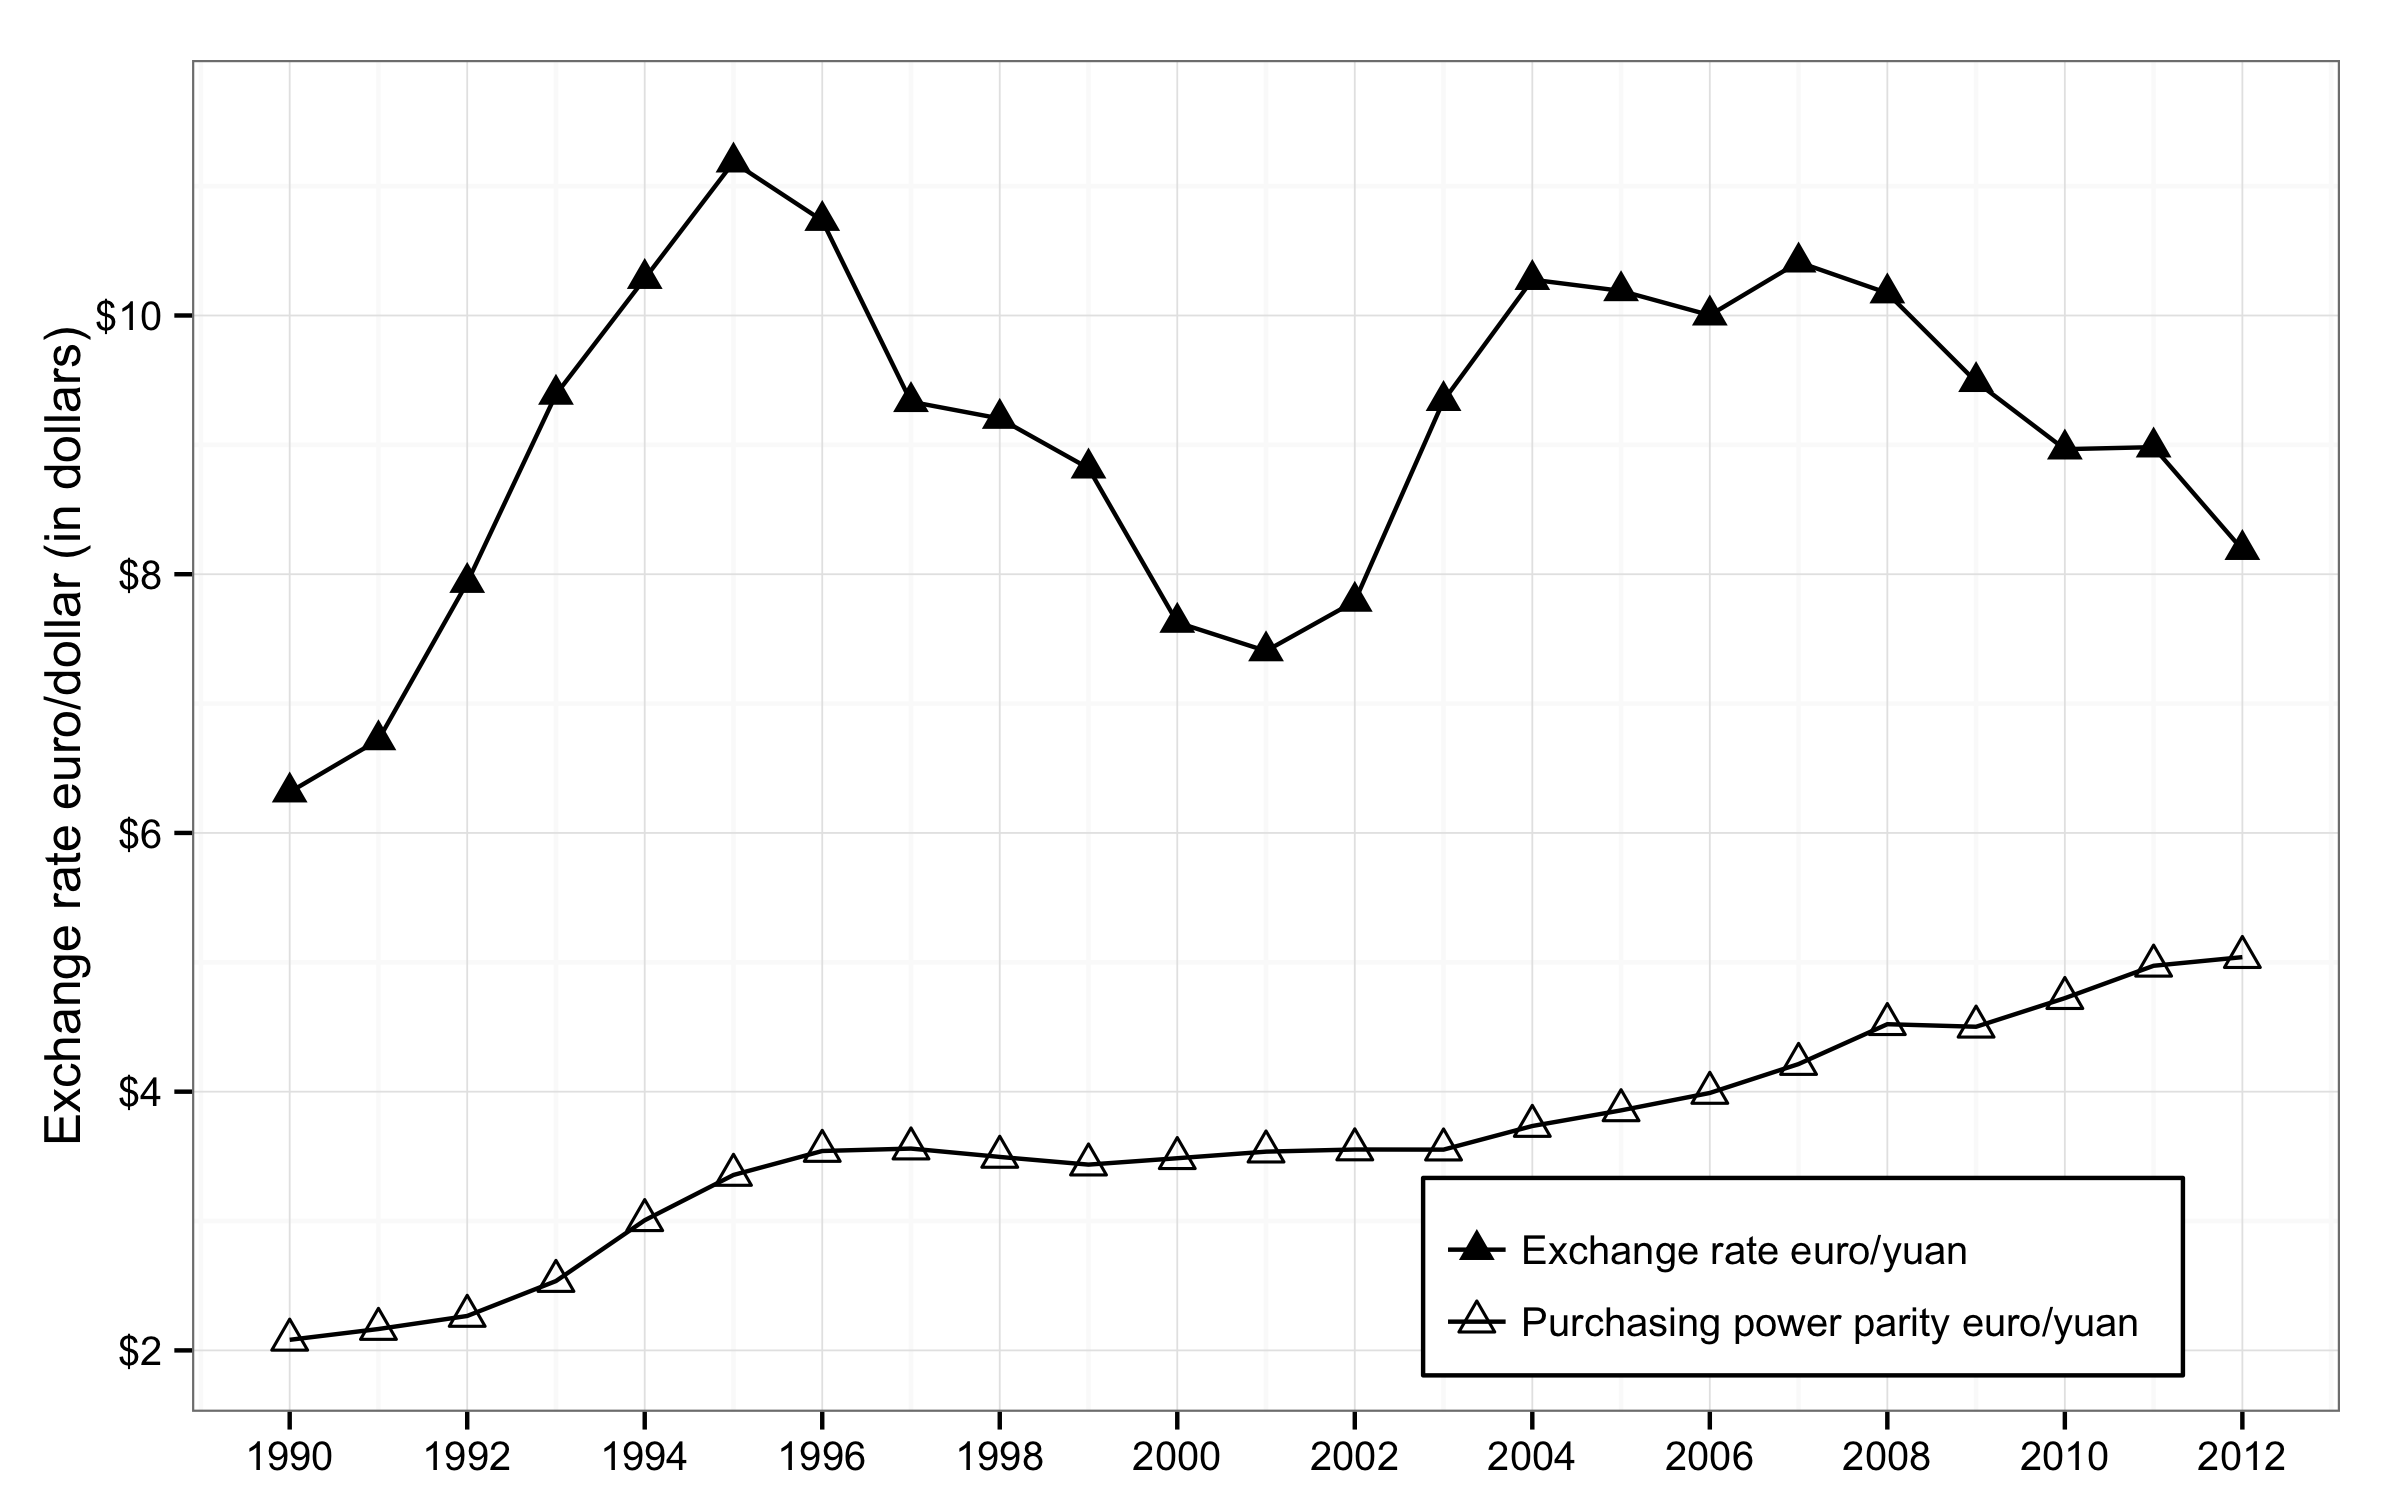 Exchange rate euro/dollar (in dollars)
$10
$8
$6
$4
$2
Exchange rate euro/yuan
Purchasing power parity euro/yuan
1990 1992 1994 1996 1998 2000 2002 2004 2006 2008 2010 2012